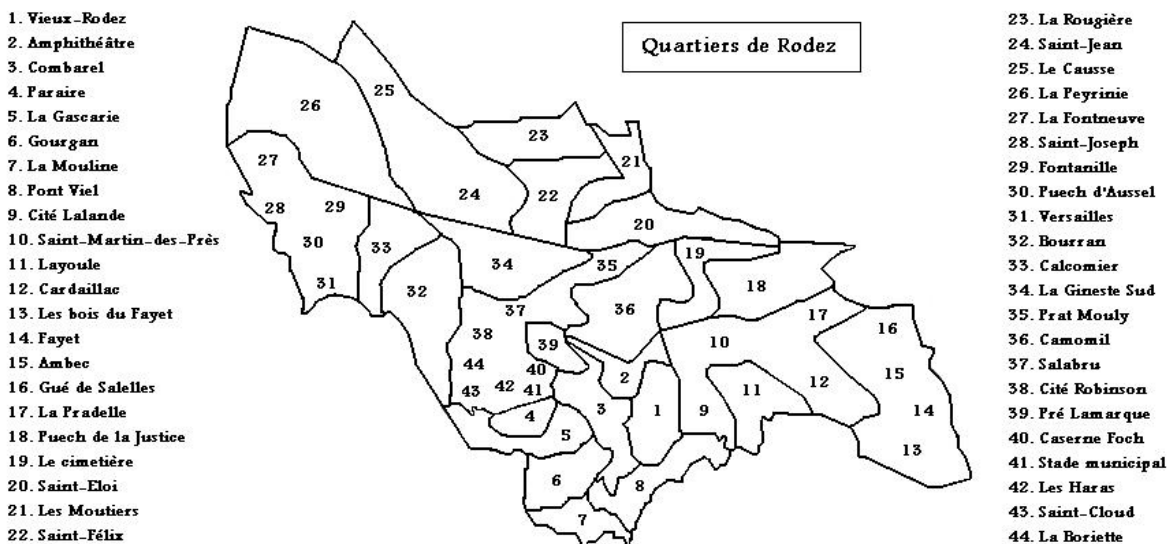 1. Vieux-Rodez
2. Amphithéâtre
3. Combarel
4. Paraire
5. La Gascarie
6. Gourgan
7. La Mouline
8. Pont Viel
9. Cité Lalande
10. Saint-Martin-des-Près
11. Layoule
12. Cardaillac
13. Les bois du Fayet
14. Fayet
15. Ambec
16. Gué de Salelles
17. La Pradelle
18. Puech de la Justice
19. Le cimetière
20. Saint-Eloi
21. Les Moutiers
22. Saint-Félix
Quartiers de Rodez
25
26
23
21
27
24
22
28
29
20
30
33
35
19
34
31
32
18
37
36
17
38
16
39
10
44
40
2
15
43
42
41
11
12
4
3
1
9
14
5
13
6
8
7
23. La Rougière
24. Saint-Jean
25. Le Causse
26. La Peyrinie
27. La Fontneuve
28. Saint-Joseph
29. Fontanille
30. Puech d'Aussel
31. Versailles
32. Bourran
33. Calcomier
34. La Gineste Sud
35. Prat Mouly
36. Camomil
37. Salabru
38. Cité Robinson
39. Pré Lamarque
40. Caserne Foch
41. Stade municipal
42. Les Haras
43. Saint-Cloud
44. La Boriette